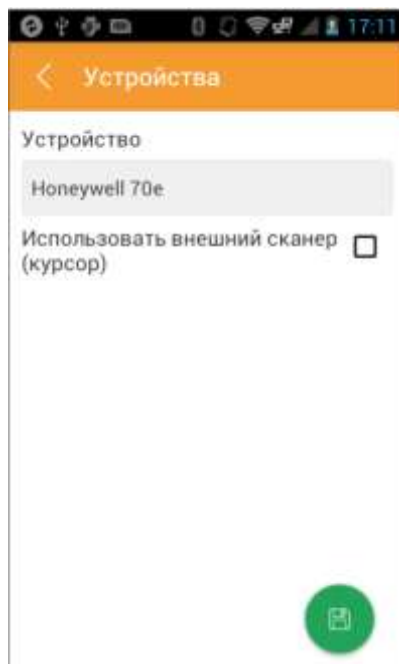 17:11
Устройства
Устройство
Honeywell 70e
Использовать внешний сканер
(курсор)